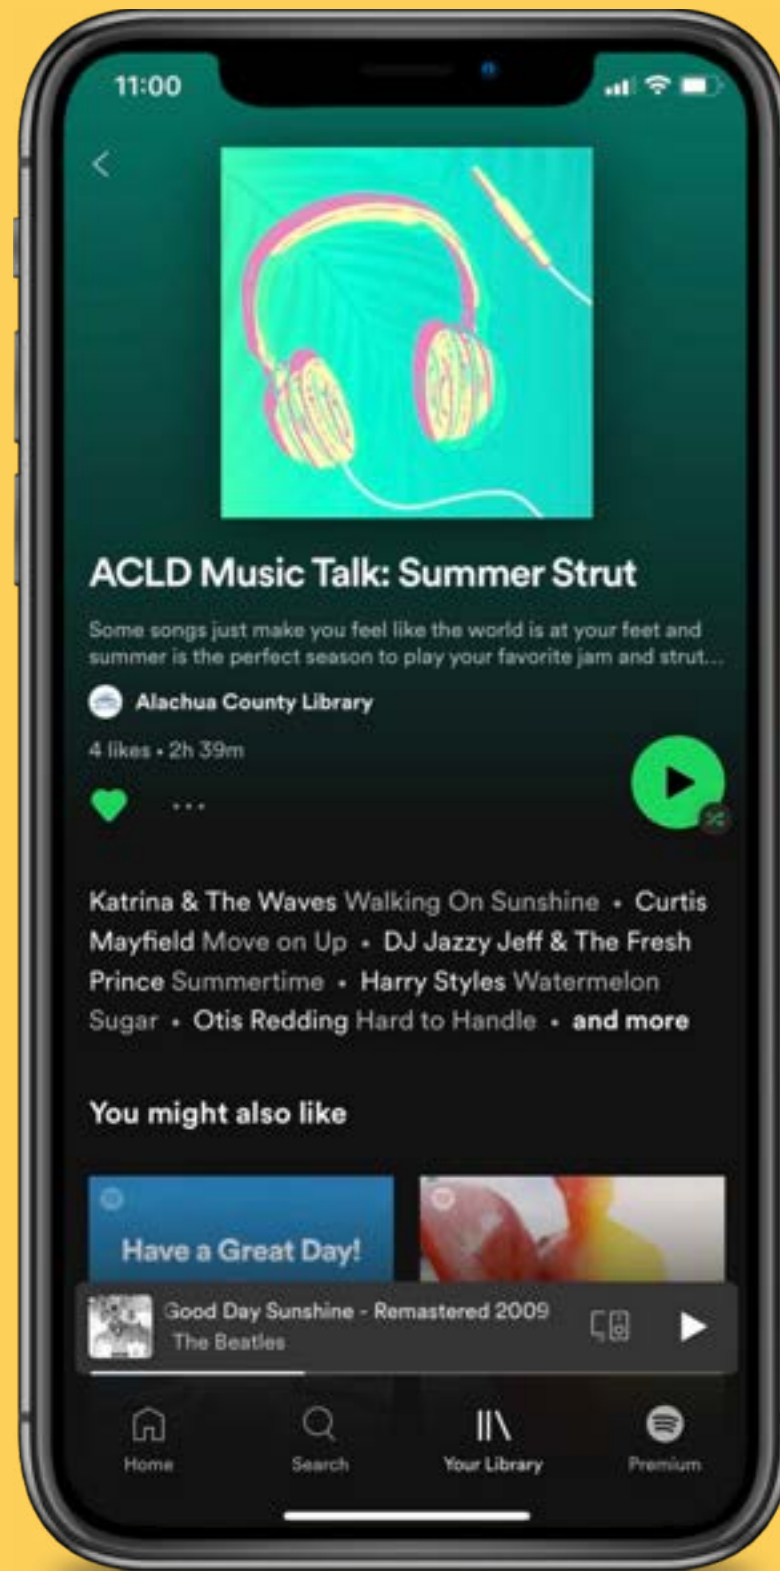 11:00
ACLD Music Talk: Summer Strut
Some songs just make you feel like the world is at your feet and
summer is the perfect season to play your favorite jam and strut...
Alachua County Library
4 likes • 2h 39m
Katrina & The Waves Walking On Sunshine • Curtis
Mayfield Move on Up • DJ Jazzy Jeff & The Fresh
Prince Summertime • Harry Styles Watermelon
Sugar • Otis Redding Hard to Handle • and more
You might also like
Have a Great Day!
Good Day Sunshine - Remastered 2009
The Beatles
Home Search Your Library Premium